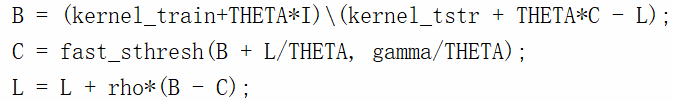 B = (kernel_train+THETA*I)\(kernel_tstr + THETA*C - L);
C = fast_sthresh(B + L/THETA, gamma/THETA);
L = L + rho*(B - C);